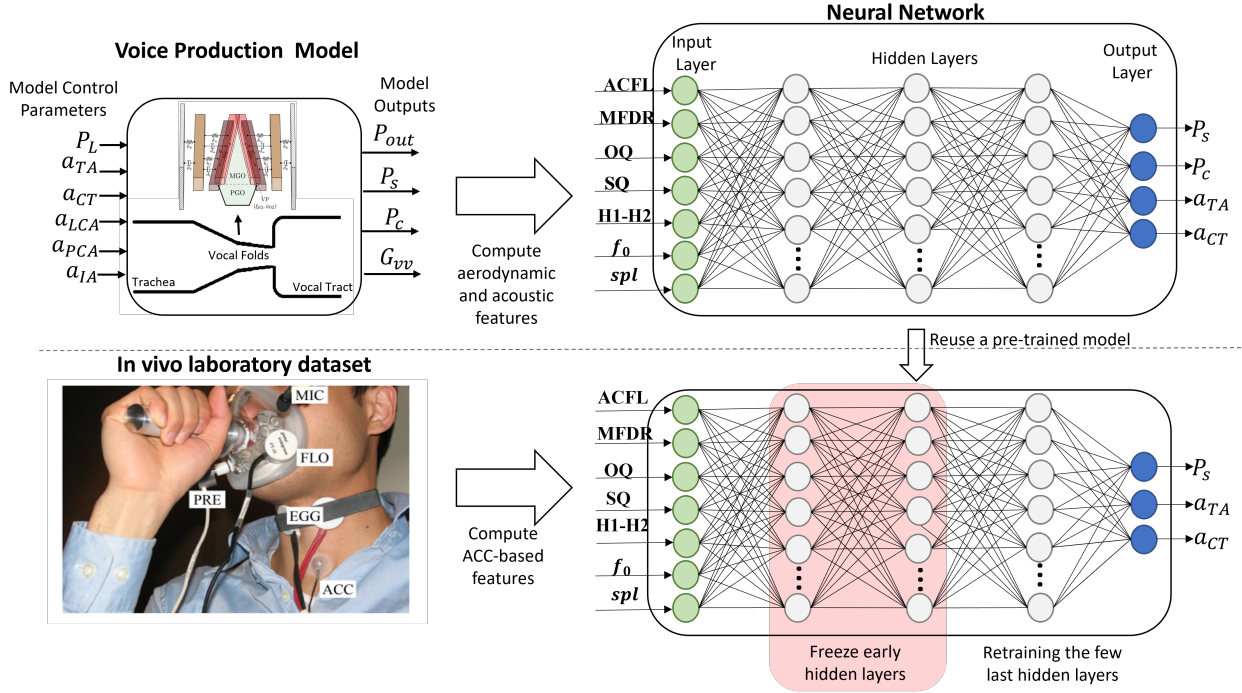 Neural Network
Voice Production Model
Model Control
Parameters
Model
Outputs
P_L
a_TA
a_CT
a_LCA
a_PCA
a_IA
MGO
PGO
Vocal Folds
Trachea
Vocal Tract
P_out
P_s
P_c
G_vv
Compute
aerodynamic
and acoustic
features
Input
Layer
Hidden Layers
Output
Layer
ACFL
MFDR
OQ
SQ
H1-H2
f_0
spl
P_s
P_c
a_TA
a_CT
Reuse a pre-trained model
In vivo laboratory dataset
MIC
FLO
PRE
EGG
ACC
Compute
ACC-based
features
ACFL
MFDR
OQ
SQ
H1-H2
f_0
spl
P_s
a_TA
a_CT
Freeze early
hidden layers
Retraining the few
last hidden layers